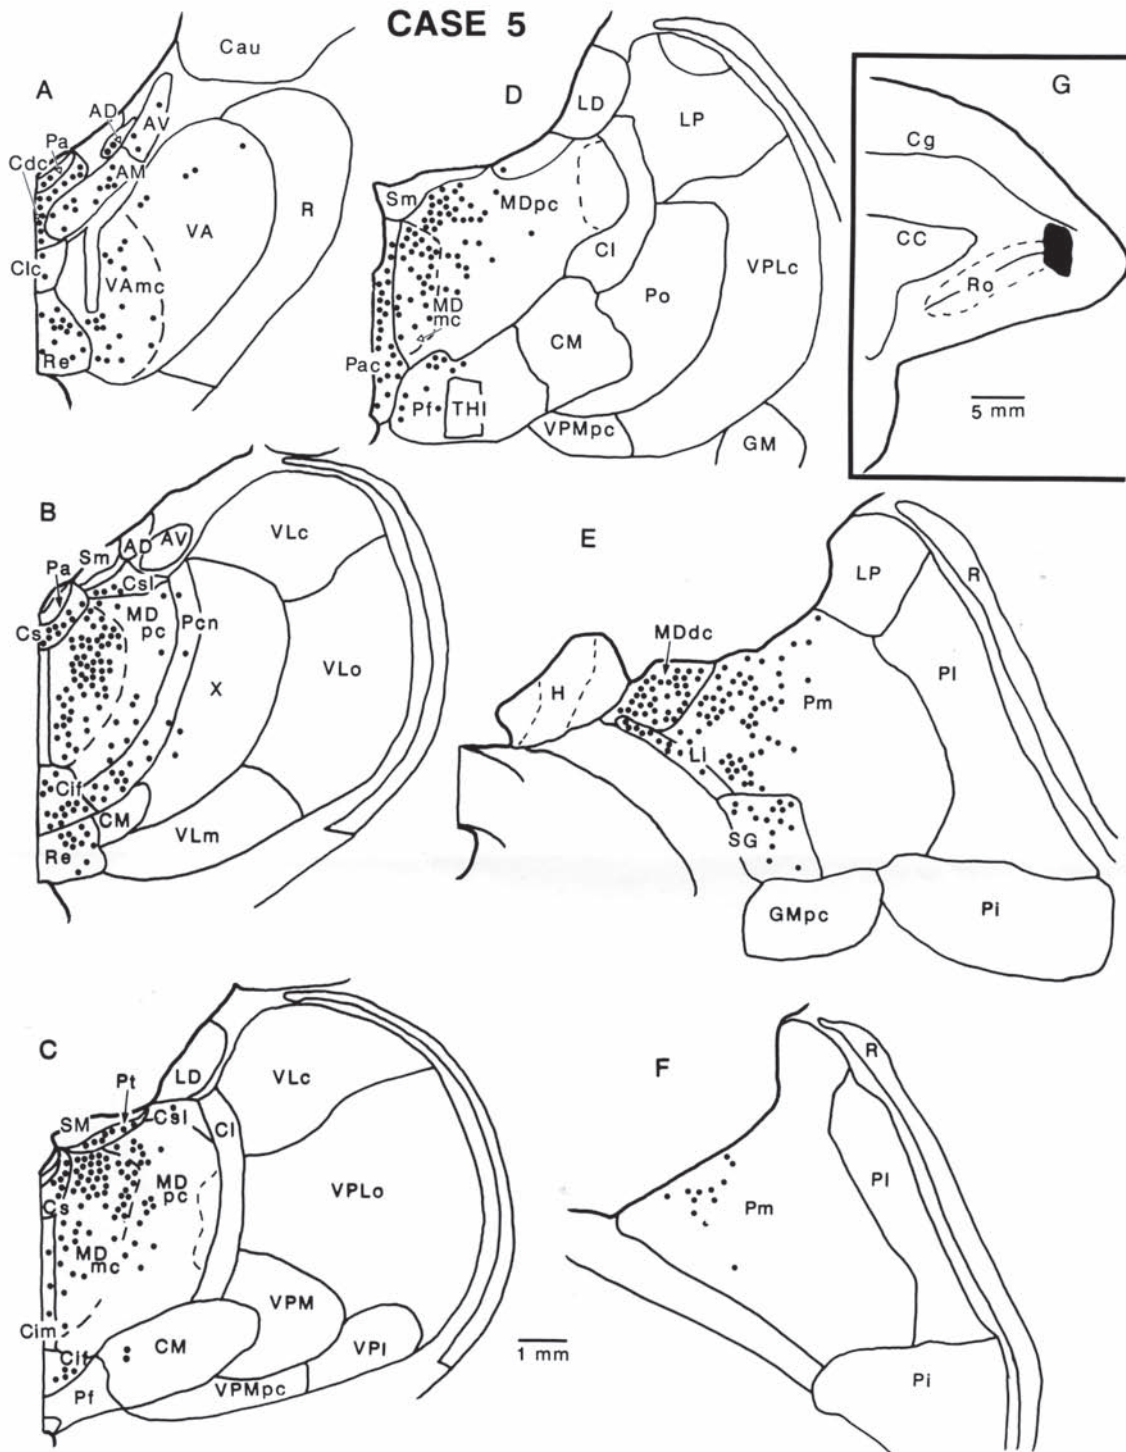 CASE 5
A
Cau
AD
AV
Pa
Cdc
AM
VA
R
Clc
VAmc
Re
D
LD
LP
Sm
MDpc
Cl
VPLc
Po
MD
mc
CM
Pac
Pf
THI
VPMpc
GM
G
Cg
CC
Ro
5 mm
B
VLc
AD
AV
Sm
Pa
Csl
MD
pc
Pcn
Cs
VLo
X
Cif
CM
VLm
Re
E
R
LP
MDdc
H
Pl
Pm
Li
SG
GMpc
Pi
C
Pt
LD
VLc
SM
Csl
Cl
MD
pc
VPLo
Cs
MD
mc
VPM
Cim
CM
VPI
Cif
Pf
VPMpc
1 mm
F
R
Pl
Pm
Pi